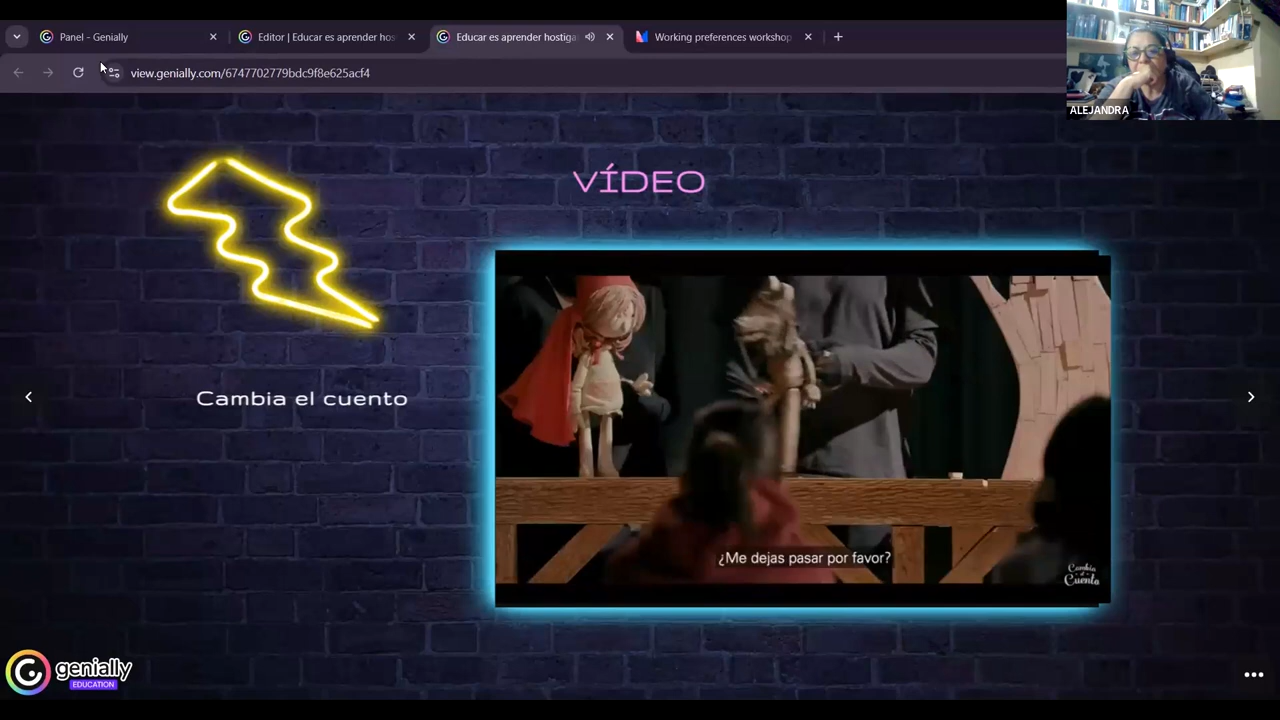 Panel - Genially
Editor | Educar es aprender hos
Educar es aprender hostiga
Working preferences workshop
view.genially.com/6747702779bdc9f8e625acf4
ALEJANDRA
VÍDEO
Cambia el cuento
¿Me dejas pasar por favor?
Cambia
el
Cuento
genially
EDUCATION